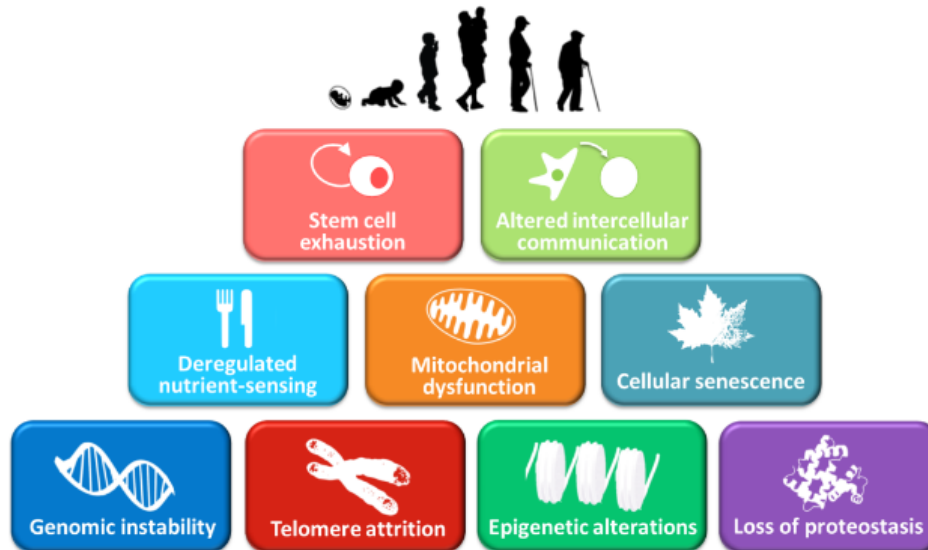 Stem cell
exhaustion
Altered intercellular
communication
Deregulated
nutrient-sensing
Mitochondrial
dysfunction
Cellular senescence
Genomic instability
Telomere attrition
Epigenetic alterations
Loss of proteostasis